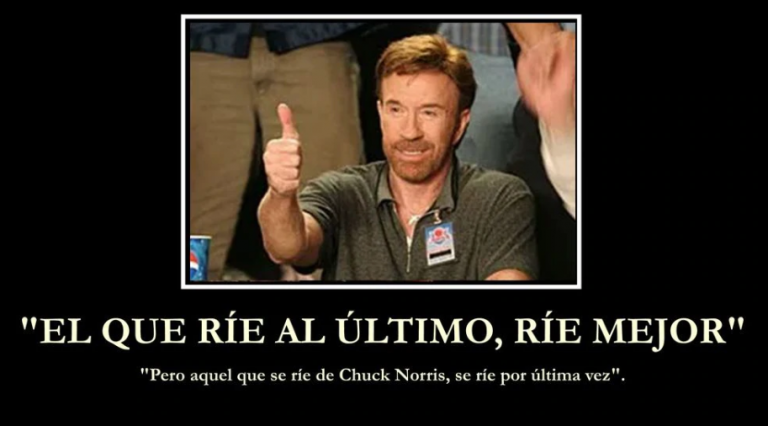 "EL QUE RÍE AL ÚLTIMO, RÍE MEJOR"
"Pero aquel que se ríe de Chuck Norris, se ríe por última vez".